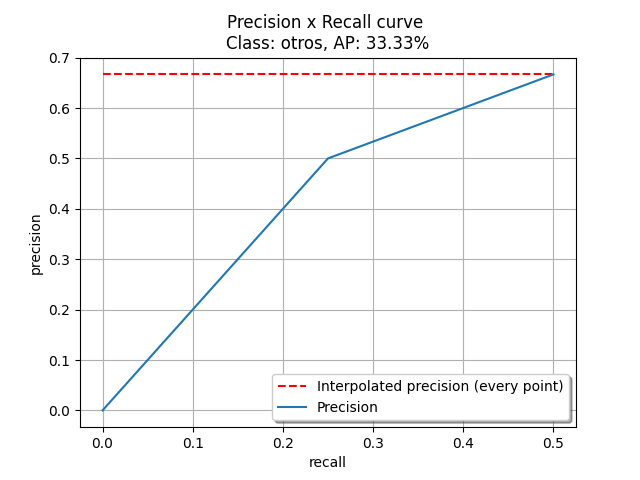 Precision x Recall curve
Class: otros, AP: 33.33%
0.7
0.6
0.5
0.4
0.3
0.2
0.1
0.0
precision
Interpolated precision (every point)
Precision
0.0 0.1 0.2 0.3 0.4 0.5
recall